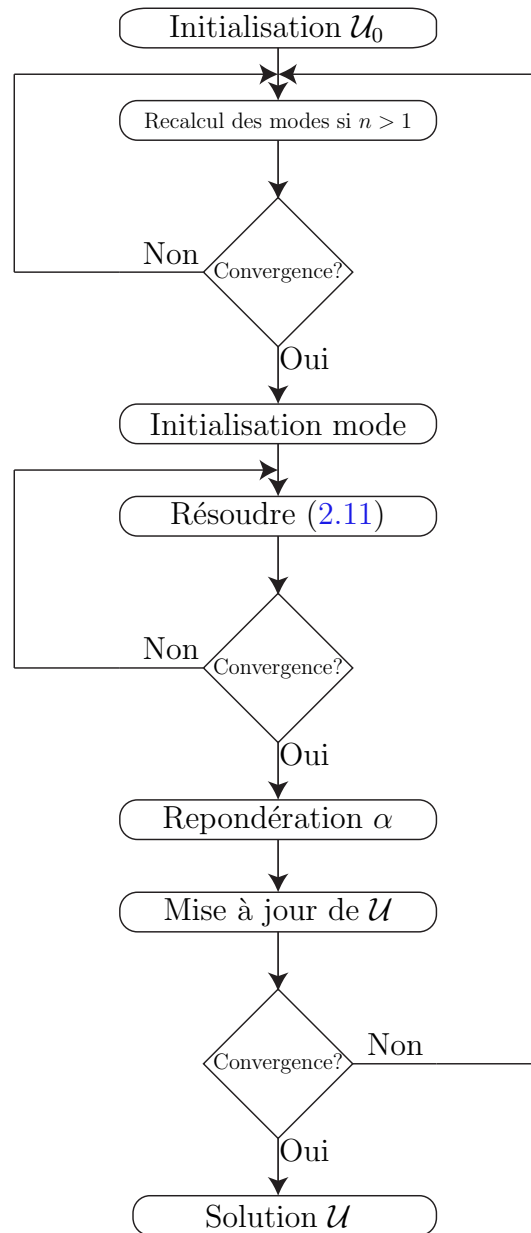 Initialisation 𝒰₀
Recalcul des modes si n > 1
Non
Convergence?
Oui
Initialisation mode
Résoudre (2.11)
Non
Convergence?
Oui
Repondération α
Mise à jour de 𝒰
Convergence?
Non
Oui
Solution 𝒰